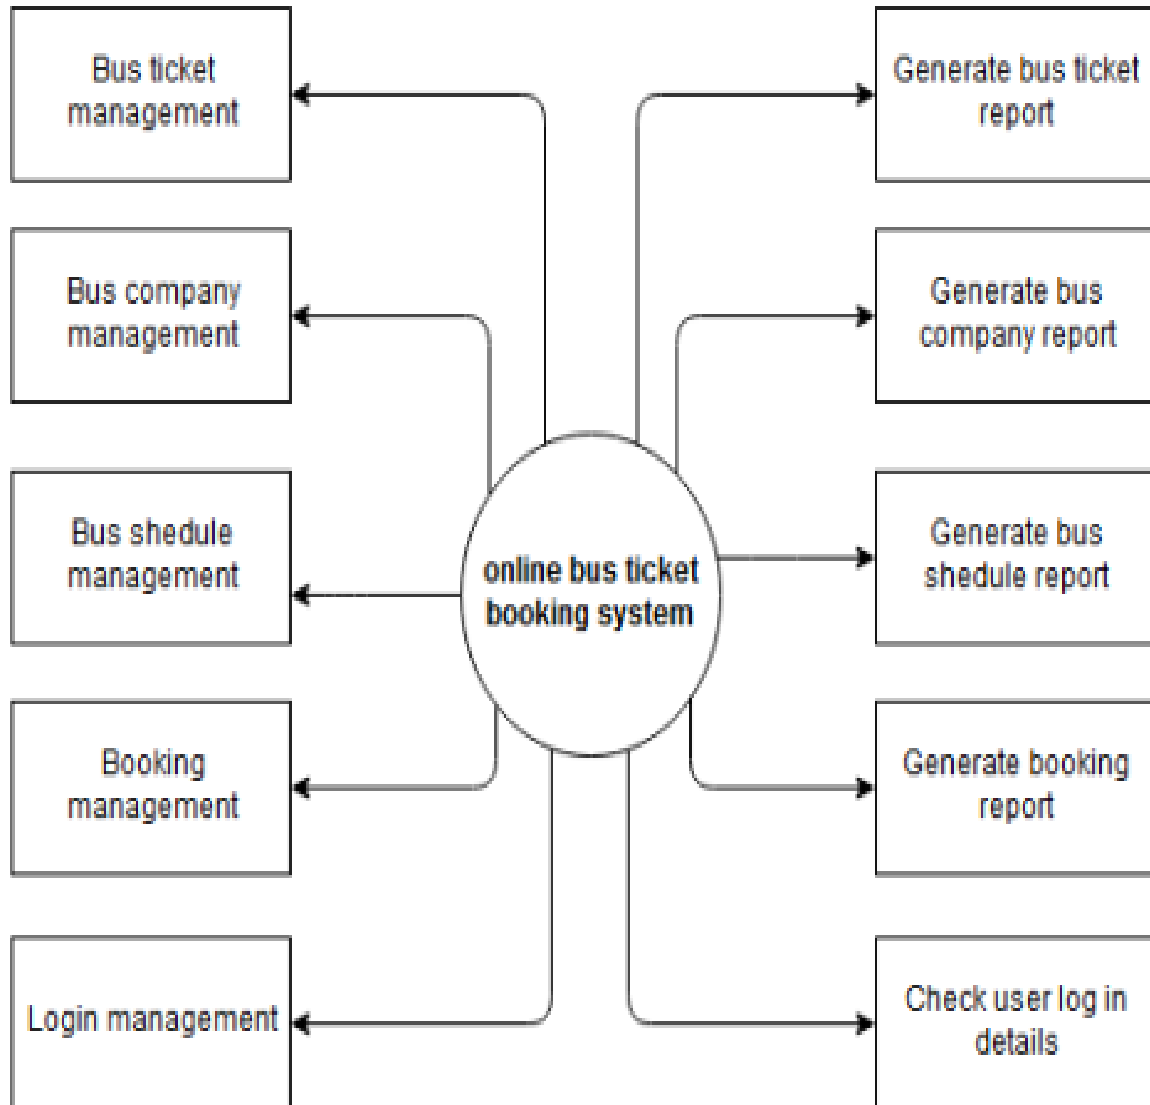 Bus ticket
management
Generate bus ticket
report
Bus company
management
Generate bus
company report
Bus shedule
management
Generate bus
shedule report
online bus ticket
booking system
Booking
management
Generate booking
report
Login management
Check user log in
details